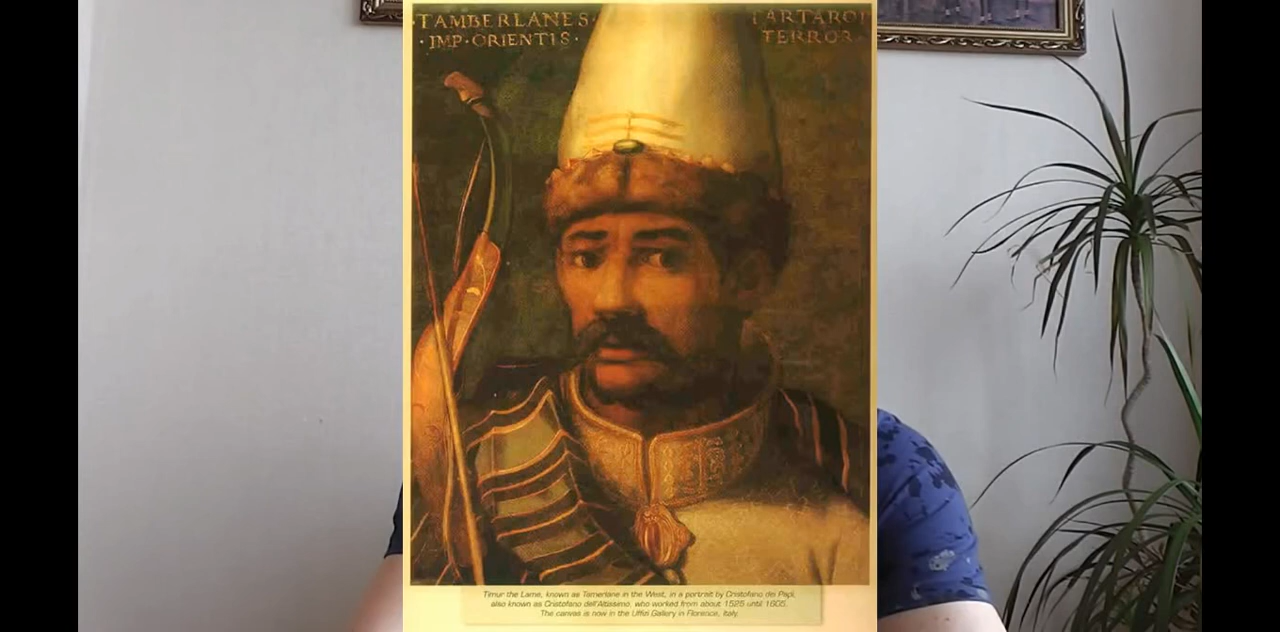 ·TAMBERLANES·
·IMP·ORIENTIS·
TARTAROR
TERROR·
Timur the Lame, known as Tamerlane in the West, in a portrait by Cristofano dei Papi,
also known as Cristofano dell'Altissimo, who worked from about 1525 until 1605.
The canvas is now in the Uffizi Gallery in Florence, Italy.